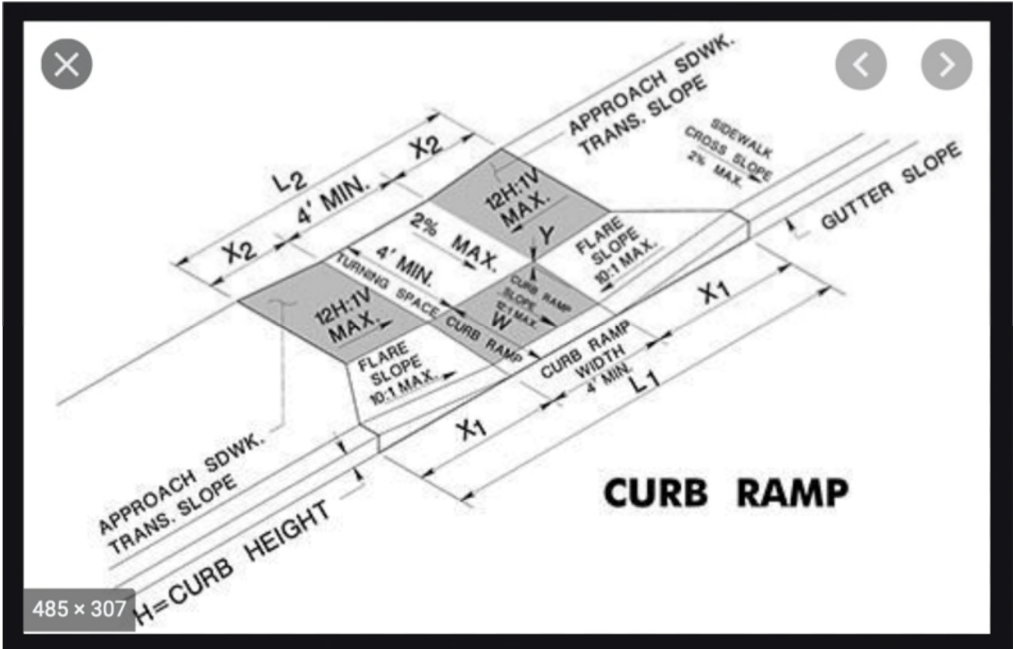 APPROACH SDWK.
TRANS. SLOPE
SIDEWALK
CROSS SLOPE
2% MAX.
GUTTER SLOPE
L2
X2
4' MIN.
X2
12H:1V
MAX.
2% MAX.
Y
FLARE
SLOPE
10:1 MAX.
4' MIN.
TURNING SPACE
CURB RAMP
SLOPE
12:1 MAX.
W
12H:1V
MAX.
CURB RAMP
FLARE
SLOPE
10:1 MAX.
CURB RAMP
WIDTH
4' MIN.
X1
L1
X1
APPROACH SDWK.
TRANS. SLOPE
H=CURB HEIGHT
CURB RAMP
485 × 307